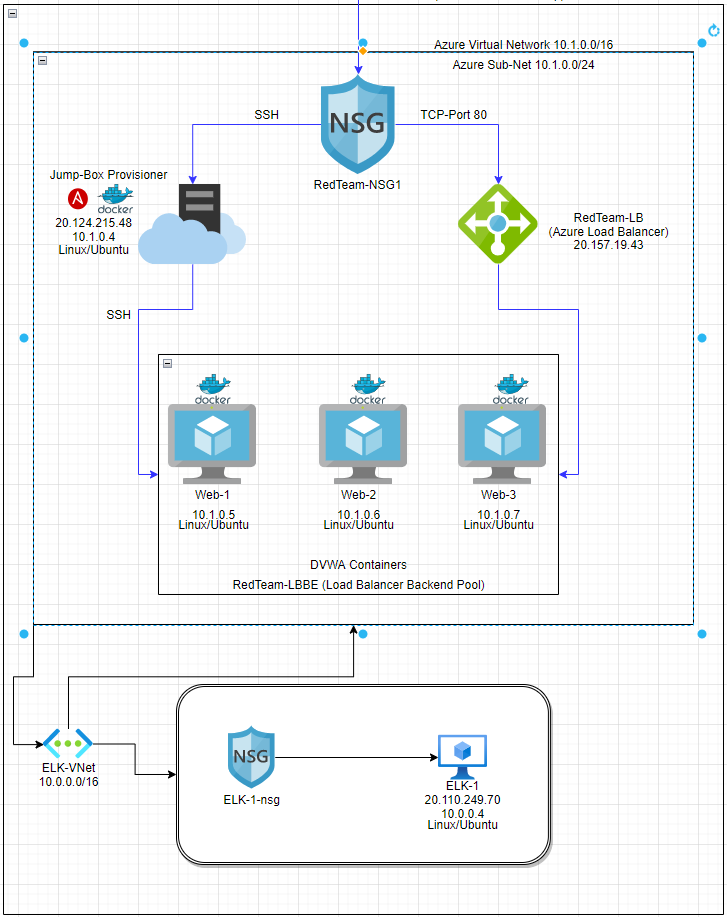 Azure Virtual Network 10.1.0.0/16
Azure Sub-Net 10.1.0.0/24
SSH
NSG
TCP-Port 80
RedTeam-NSG1
Jump-Box Provisioner
A
docker
20.124.215.48
10.1.0.4
Linux/Ubuntu
RedTeam-LB
(Azure Load Balancer)
20.157.19.43
SSH
docker
docker
docker
Web-1
Web-2
Web-3
10.1.0.5
10.1.0.6
10.1.0.7
Linux/Ubuntu
Linux/Ubuntu
Linux/Ubuntu
DVWA Containers
RedTeam-LBBE (Load Balancer Backend Pool)
ELK-VNet
10.0.0.0/16
NSG
ELK-1-nsg
ELK-1
20.110.249.70
10.0.0.4
Linux/Ubuntu